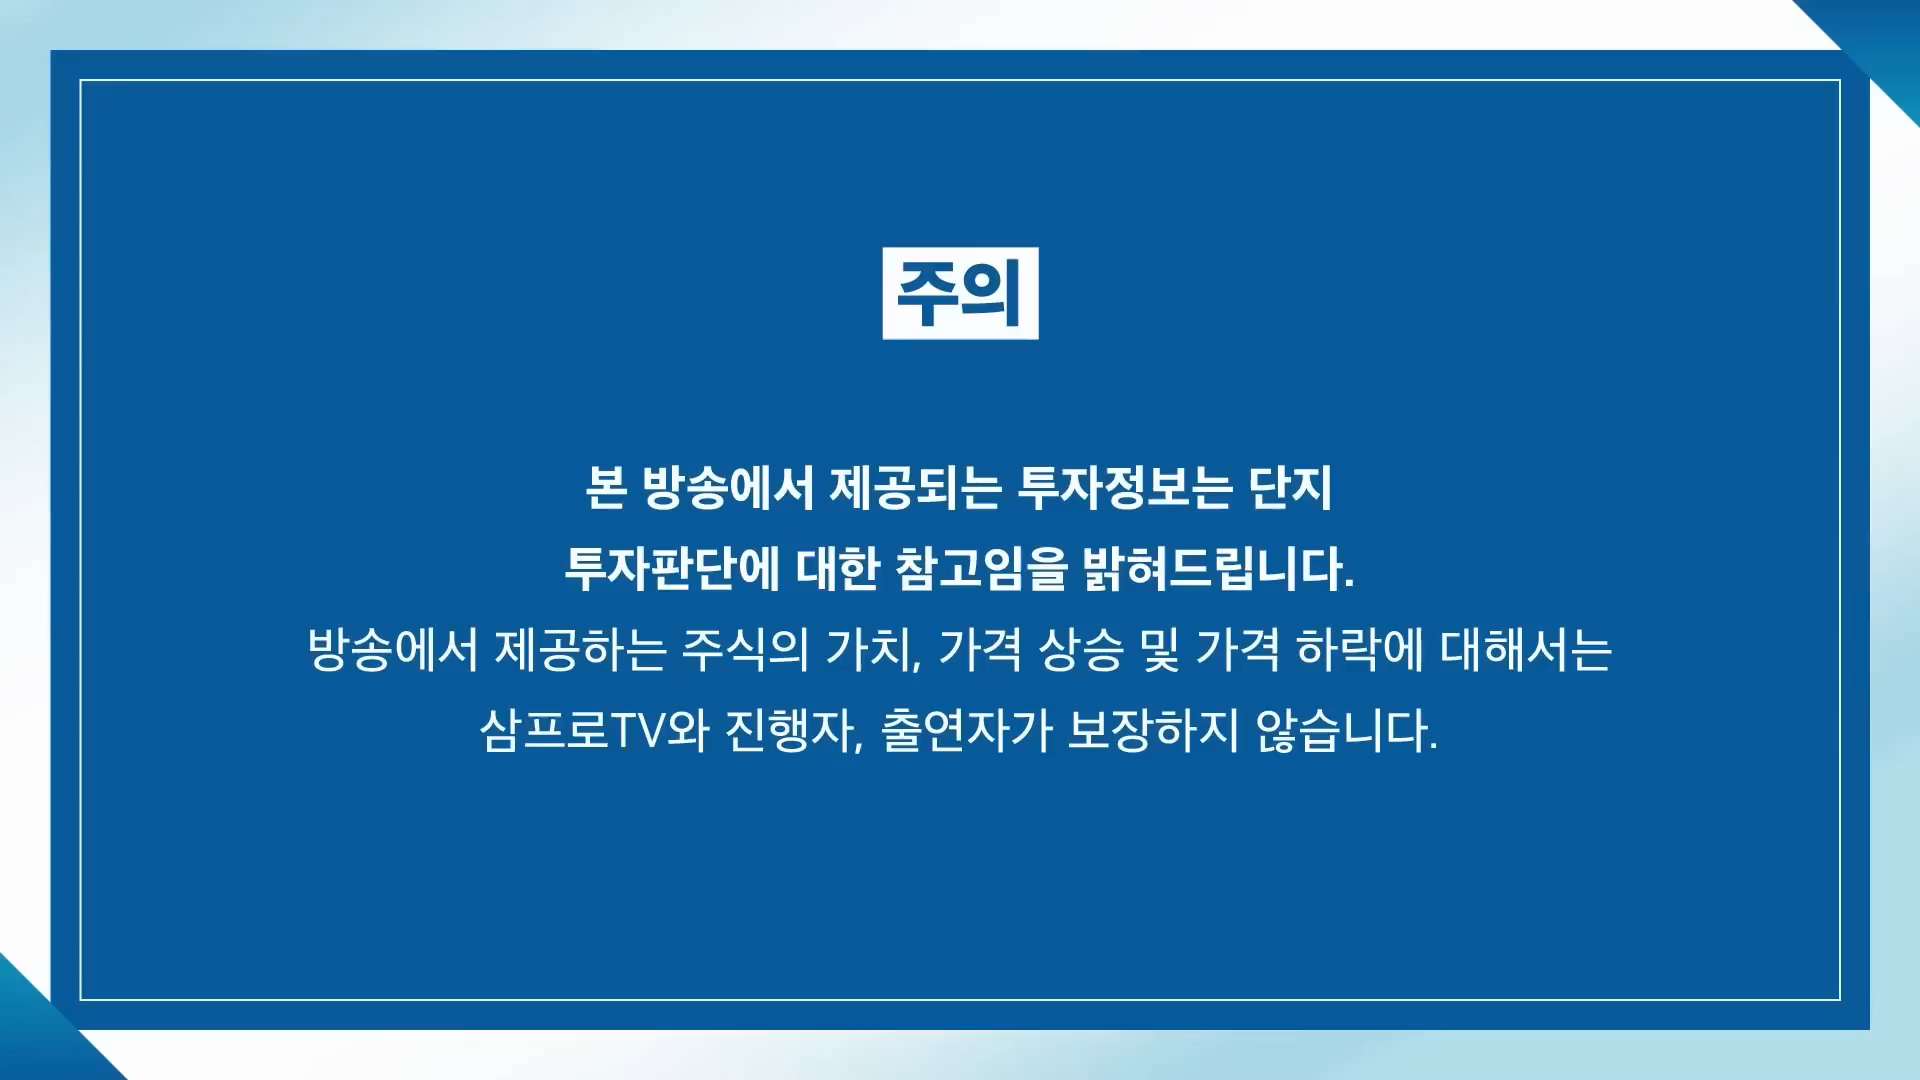 주의
본 방송에서 제공되는 투자정보는 단지
투자판단에 대한 참고임을 밝혀드립니다.
방송에서 제공하는 주식의 가치, 가격 상승 및 가격 하락에 대해서는
삼프로TV와 진행자, 출연자가 보장하지 않습니다.